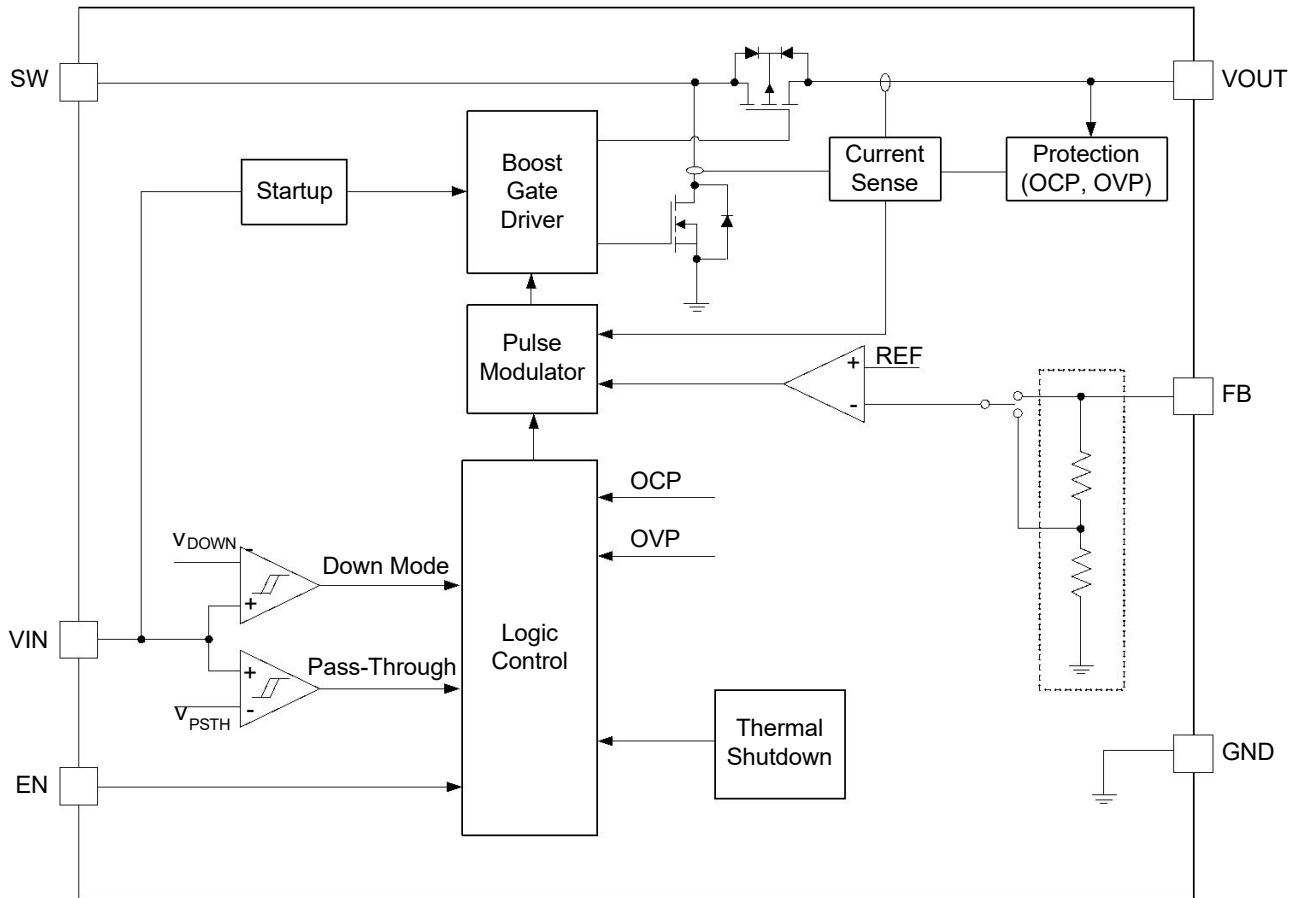 SW
VOUT
Boost
Gate
Driver
Current
Sense
Protection
(OCP, OVP)
Startup
Pulse
Modulator
+
REF
-
FB
OCP
OVP
VDOWN
-
Down Mode
+
VIN
Logic
Control
+
Pass-Through
VPSTH
-
Thermal
Shutdown
GND
EN